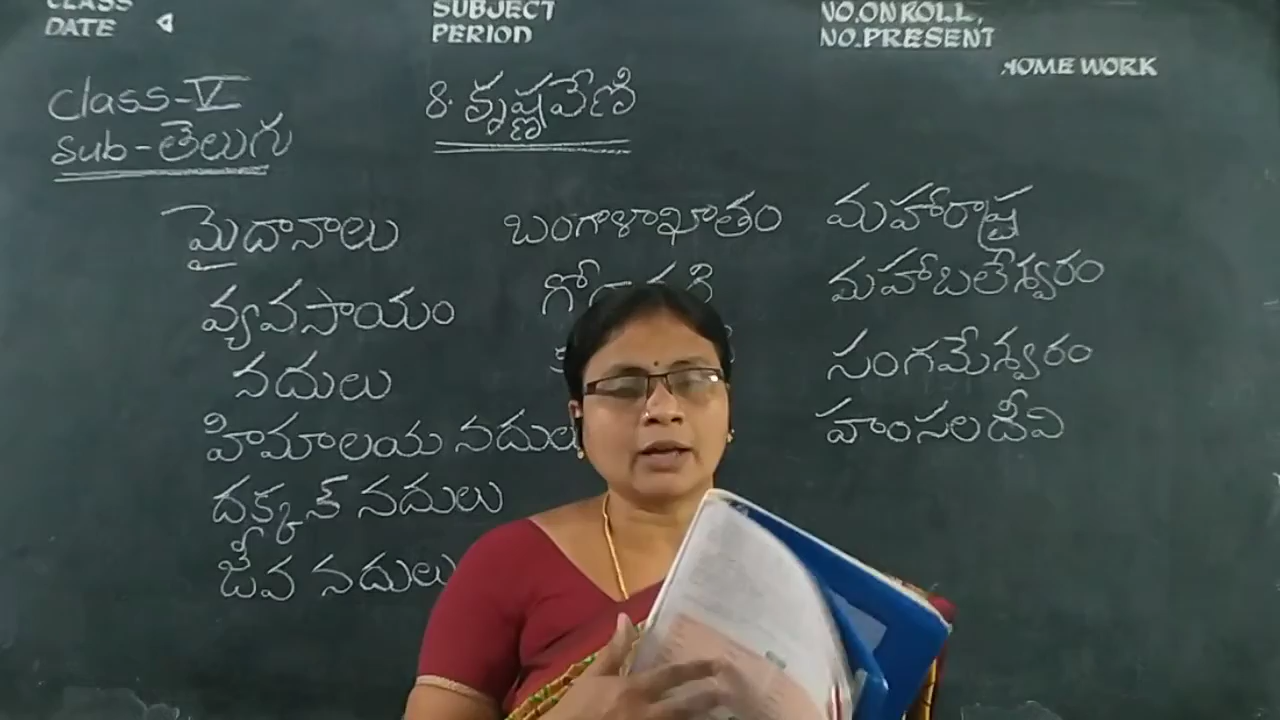 CLASS
DATE
SUBJECT
PERIOD
NO.ON ROLL,
NO.PRESENT
HOME WORK
Class-V
Sub-తెలుగు
8. కృష్ణవేణి
మైదానాలు
వ్యవసాయం
నదులు
హిమాలయ నదులు
దక్కన్ నదులు
జీవ నదులు
బంగాళాఖాతం
మహారాష్ట్ర
మహాబలేశ్వరం
సంగమేశ్వరం
హంసలదీవి